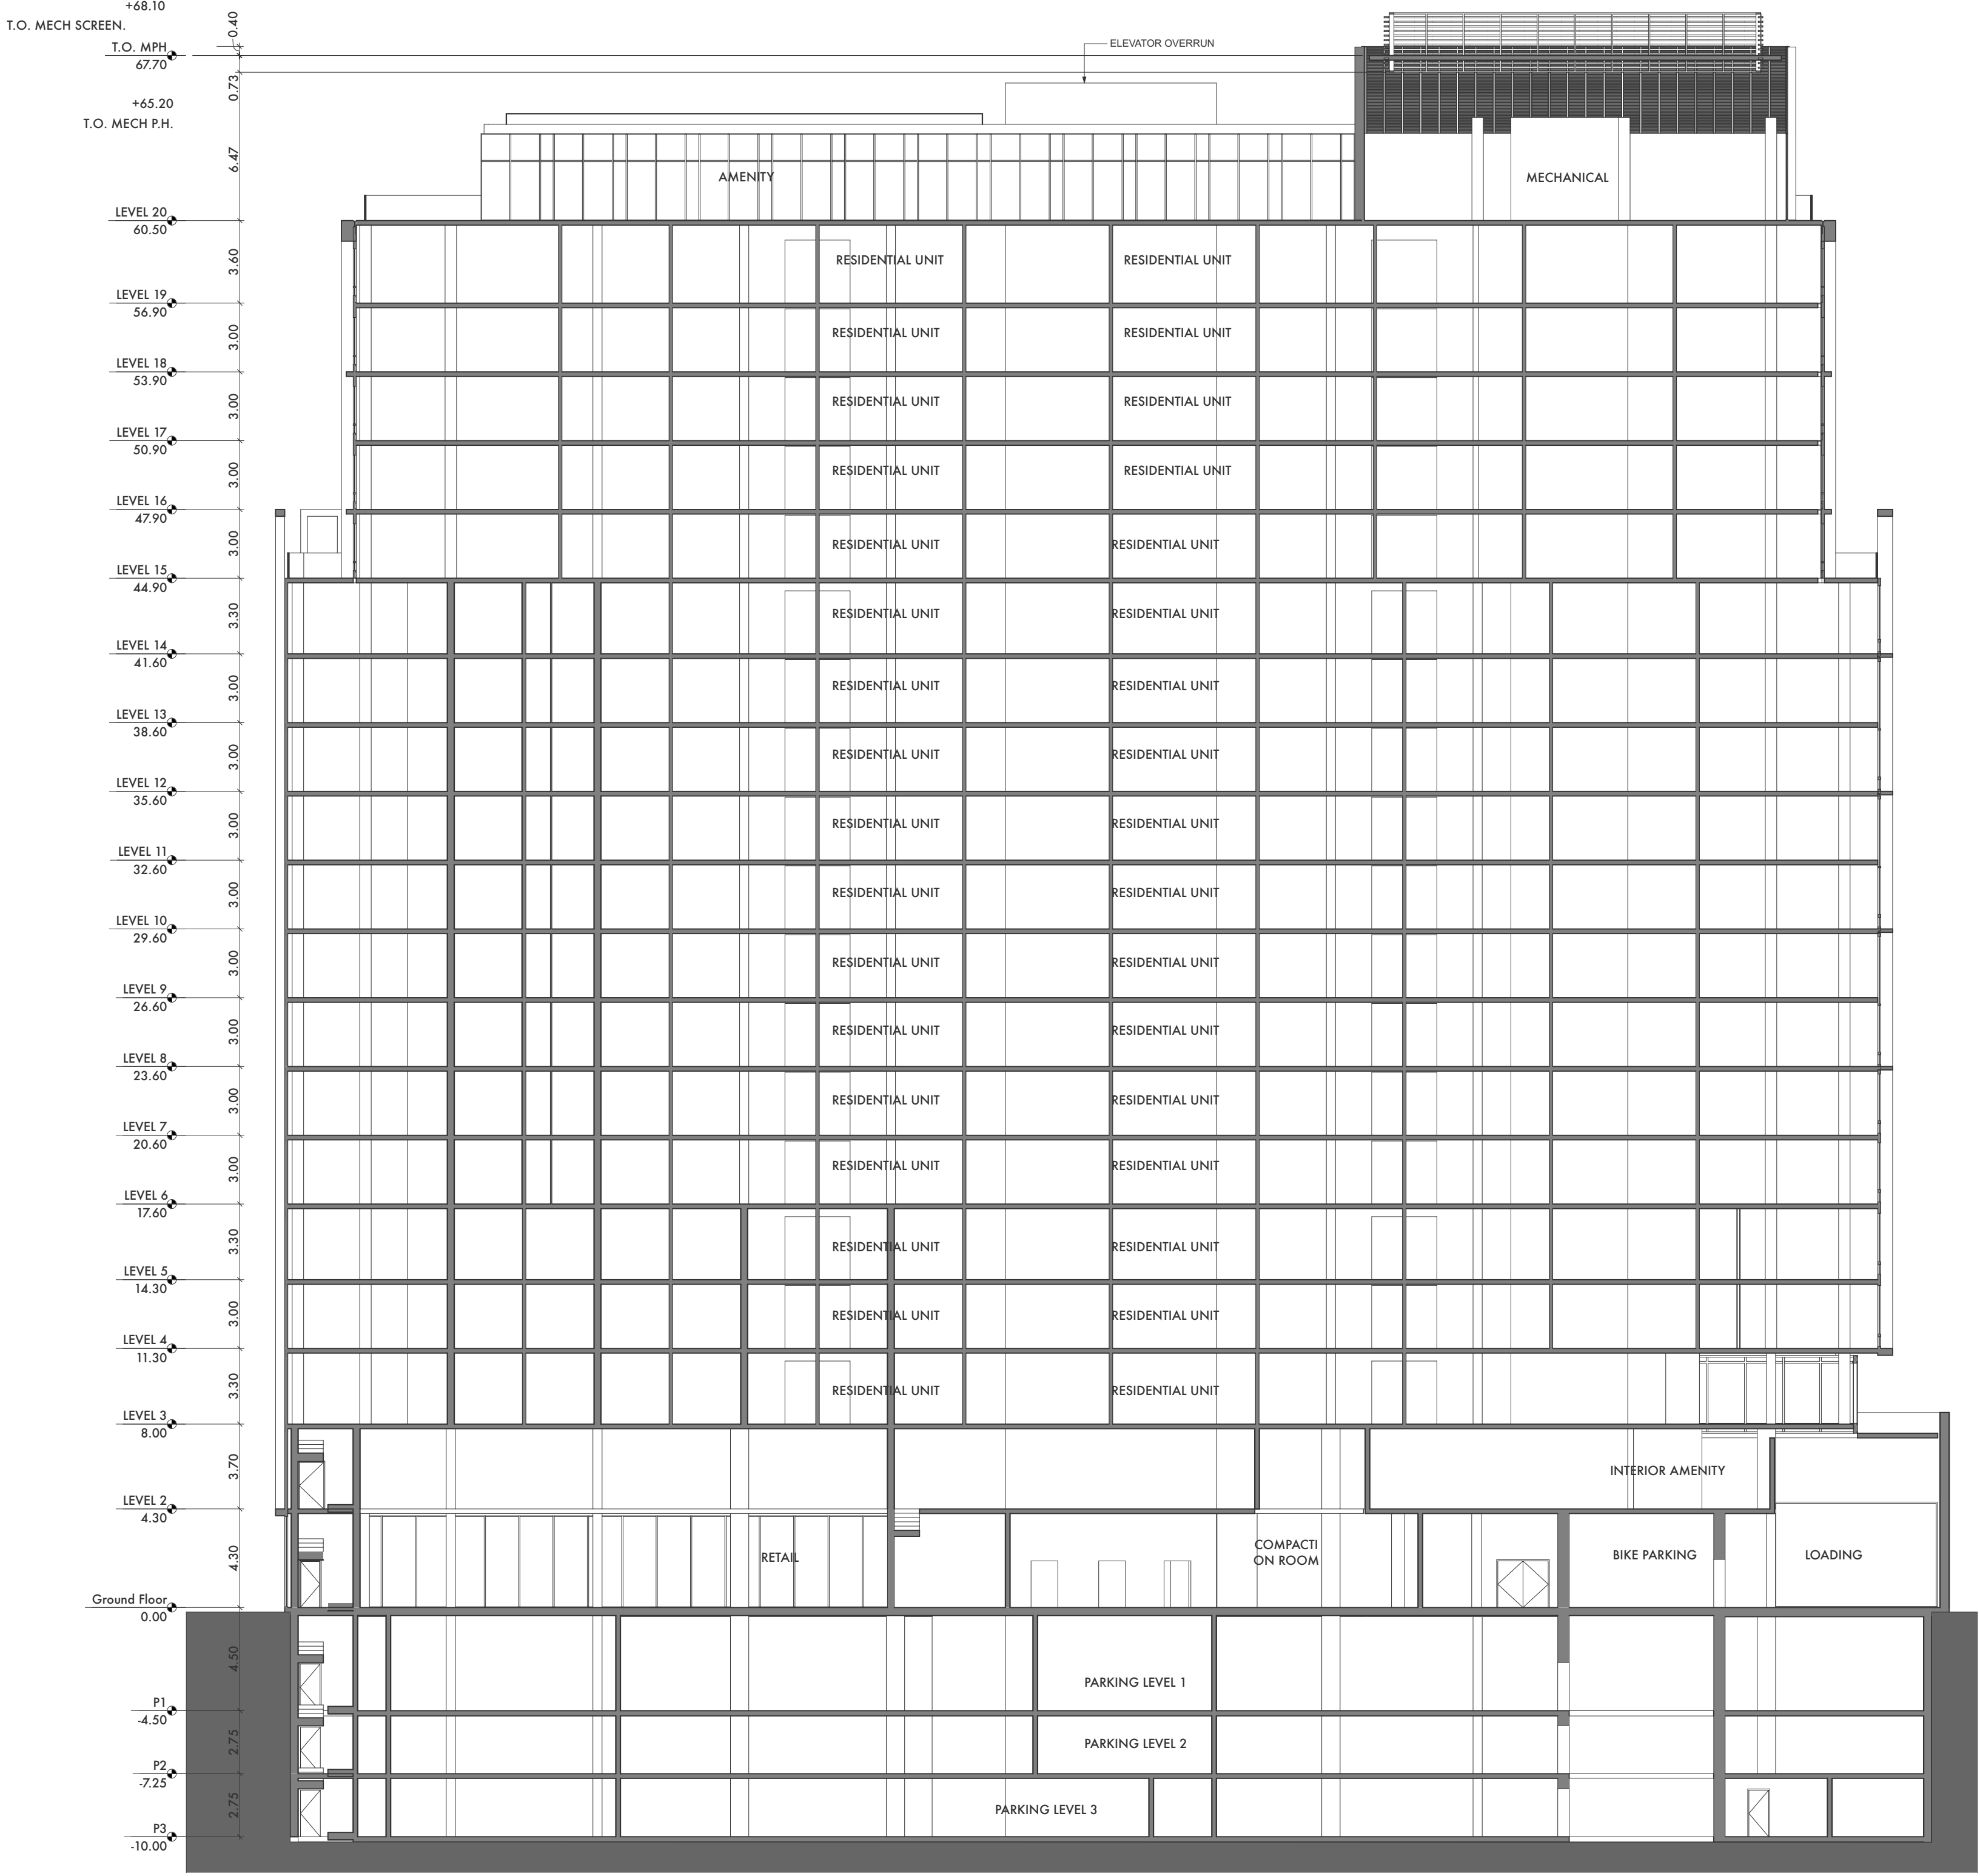 +68.10
T.O. MECH SCREEN.
0.40
T.O. MPH
67.70
ELEVATOR OVERRUN
0.73
+65.20
T.O. MECH P.H.
6.47
AMENITY
MECHANICAL
LEVEL 20
60.50
3.60
RESIDENTIAL UNIT
RESIDENTIAL UNIT
LEVEL 19
56.90
3.00
RESIDENTIAL UNIT
RESIDENTIAL UNIT
LEVEL 18
53.90
3.00
RESIDENTIAL UNIT
RESIDENTIAL UNIT
LEVEL 17
50.90
3.00
RESIDENTIAL UNIT
RESIDENTIAL UNIT
LEVEL 16
47.90
3.00
RESIDENTIAL UNIT
RESIDENTIAL UNIT
LEVEL 15
44.90
3.30
RESIDENTIAL UNIT
RESIDENTIAL UNIT
LEVEL 14
41.60
3.00
RESIDENTIAL UNIT
RESIDENTIAL UNIT
LEVEL 13
38.60
3.00
RESIDENTIAL UNIT
RESIDENTIAL UNIT
LEVEL 12
35.60
3.00
RESIDENTIAL UNIT
RESIDENTIAL UNIT
LEVEL 11
32.60
3.00
RESIDENTIAL UNIT
RESIDENTIAL UNIT
LEVEL 10
29.60
3.00
RESIDENTIAL UNIT
RESIDENTIAL UNIT
LEVEL 9
26.60
3.00
RESIDENTIAL UNIT
RESIDENTIAL UNIT
LEVEL 8
23.60
3.00
RESIDENTIAL UNIT
RESIDENTIAL UNIT
LEVEL 7
20.60
3.00
RESIDENTIAL UNIT
RESIDENTIAL UNIT
LEVEL 6
17.60
3.30
RESIDENTIAL UNIT
RESIDENTIAL UNIT
LEVEL 5
14.30
3.00
RESIDENTIAL UNIT
RESIDENTIAL UNIT
LEVEL 4
11.30
3.30
RESIDENTIAL UNIT
RESIDENTIAL UNIT
LEVEL 3
8.00
3.70
INTERIOR AMENITY
LEVEL 2
4.30
4.30
RETAIL
COMPACTI
ON ROOM
BIKE PARKING
LOADING
Ground Floor
0.00
4.50
PARKING LEVEL 1
P1
-4.50
2.75
PARKING LEVEL 2
P2
-7.25
2.75
PARKING LEVEL 3
P3
-10.00